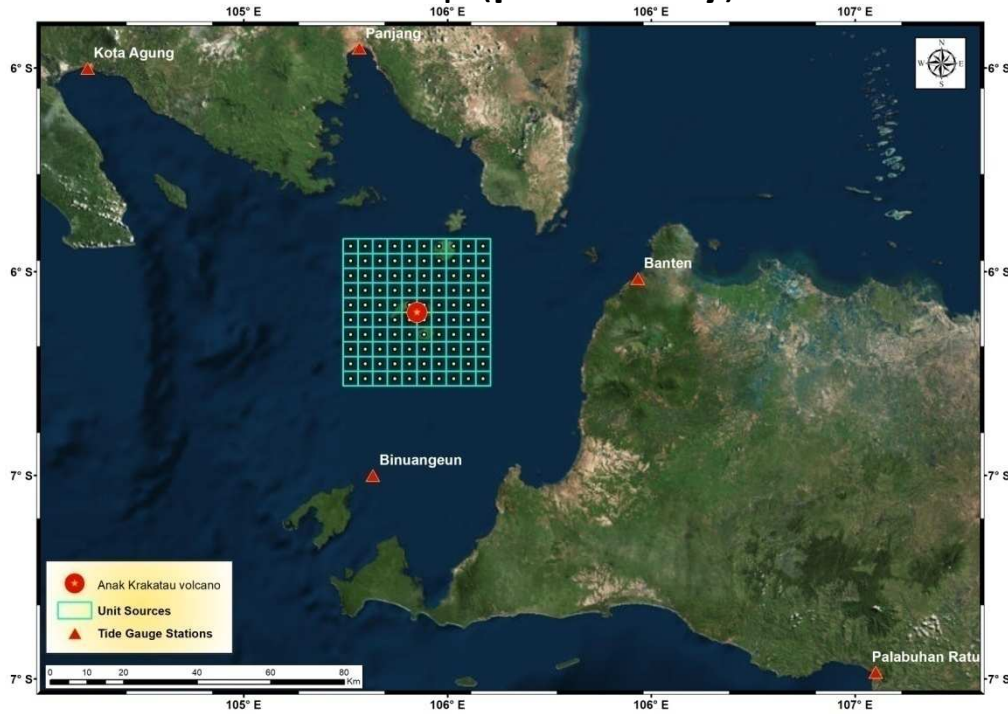 105° E 106° E 106° E 107° E
Panjang
Kota Agung
N
W E
S
6° S 6° S
6° S 6° S
Banten
7° S 7° S
Binuangeun
Anak Krakatau volcano
Unit Sources
Tide Gauge Stations
Palabuhan Ratu
0 5 10 20 40 60 80
Km
7° S 7° S
105° E 106° E 106° E 107° E